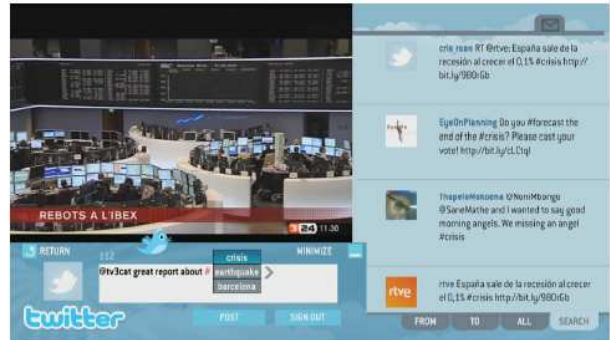 REBOTS A L'IBEX
3 24 11:30
RETURN
112
MINIMIZE
@tv3cat great report about #
crisis
earthquake
barcelona
twitter
POST
SIGN OUT
cris_roan RT @rtve: España sale de la
recesión al crecer el 0,1% #crisis http://
bit.ly/980rGb
EyeOnPlanning Do you #forecast the
end of the #crisis? Please cast your
vote! http://bit.ly/cLCtql
ThapeloMokoena @NoniMbongo
@SaneMathe and I wanted to say good
morning angels. We missing an angel
#crisis
rtve
rtve España sale de la recesión al crecer
el 0,1% #crisis http://bit.ly/980rGb
FROM
TO
ALL
SEARCH